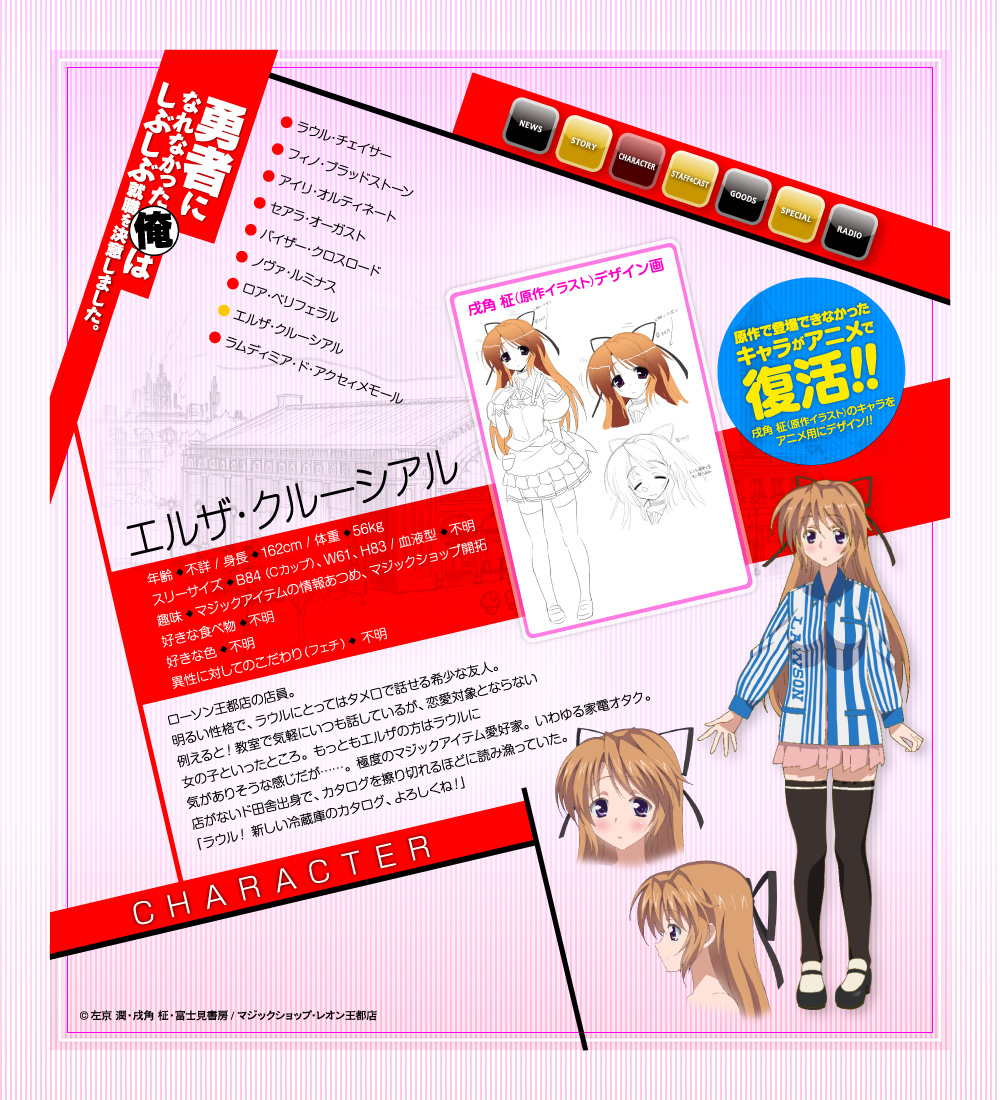 勇者に
なれなかった
俺は
しぶしぶ就職を決意しました。
NEWS
STORY
CHARACTER
STAFF+CAST
GOODS
SPECIAL
RADIO
ラウル・チェイサー
フィノ・ブラッドストーン
アイリ・オルティネート
セアラ・オーガスト
バイザー・クロスロード
ノヴァ・ルミナス
ロア・ペリフェラル
エルザ・クルーシアル
ラムディミア・ド・アクセィメモール
戌角 柾（原作イラスト）デザイン画
原作で登場できなかった
キャラがアニメで
復活!!
戌角 柾（原作イラスト）のキャラを
アニメ用にデザイン!!
エルザ・クルーシアル
年齢◆不詳 / 身長◆162cm / 体重◆56kg
スリーサイズ◆B84（Cカップ）、W61、H83 / 血液型◆不明
趣味◆マジックアイテムの情報あつめ、マジックショップ開拓
好きな食べ物◆不明
好きな色◆不明
異性に対してのこだわり（フェチ）◆不明
ローソン王都店の店員。
明るい性格で、ラウルにとってはタメ口で話せる希少な友人。
例えると！教室で気軽にいつも話しているが、恋愛対象とならない
女の子といったところ。もっともエルザの方はラウルに
気がありそうな感じだが……。極度のマジックアイテム愛好家。いわゆる家電オタク。
店がないド田舎出身で、カタログを擦り切れるほどに読み漁っていた。
「ラウル！新しい冷蔵庫のカタログ、よろしくね！」
LAWSON
CHARACTER
© 左京 潤・戌角 柾・富士見書房 / マジックショップ・レオン王都店